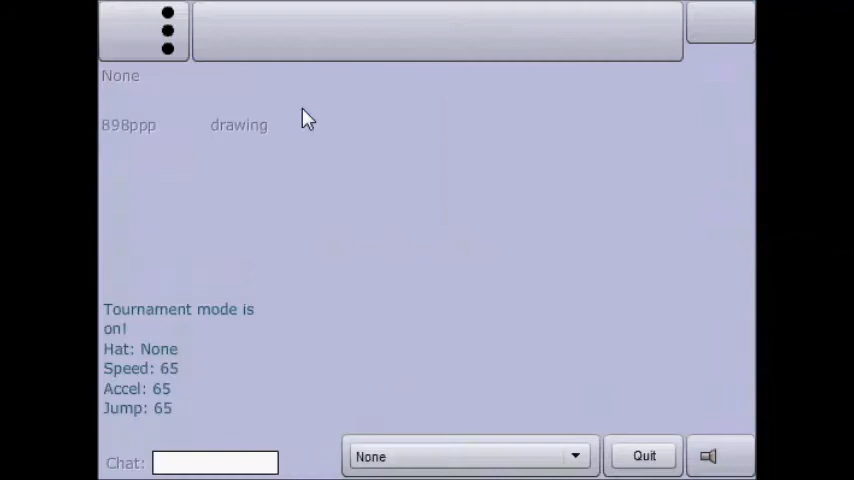 None
898ppp drawing
Tournament mode is
on!
Hat: None
Speed: 65
Accel: 65
Jump: 65
Chat:
None
Quit